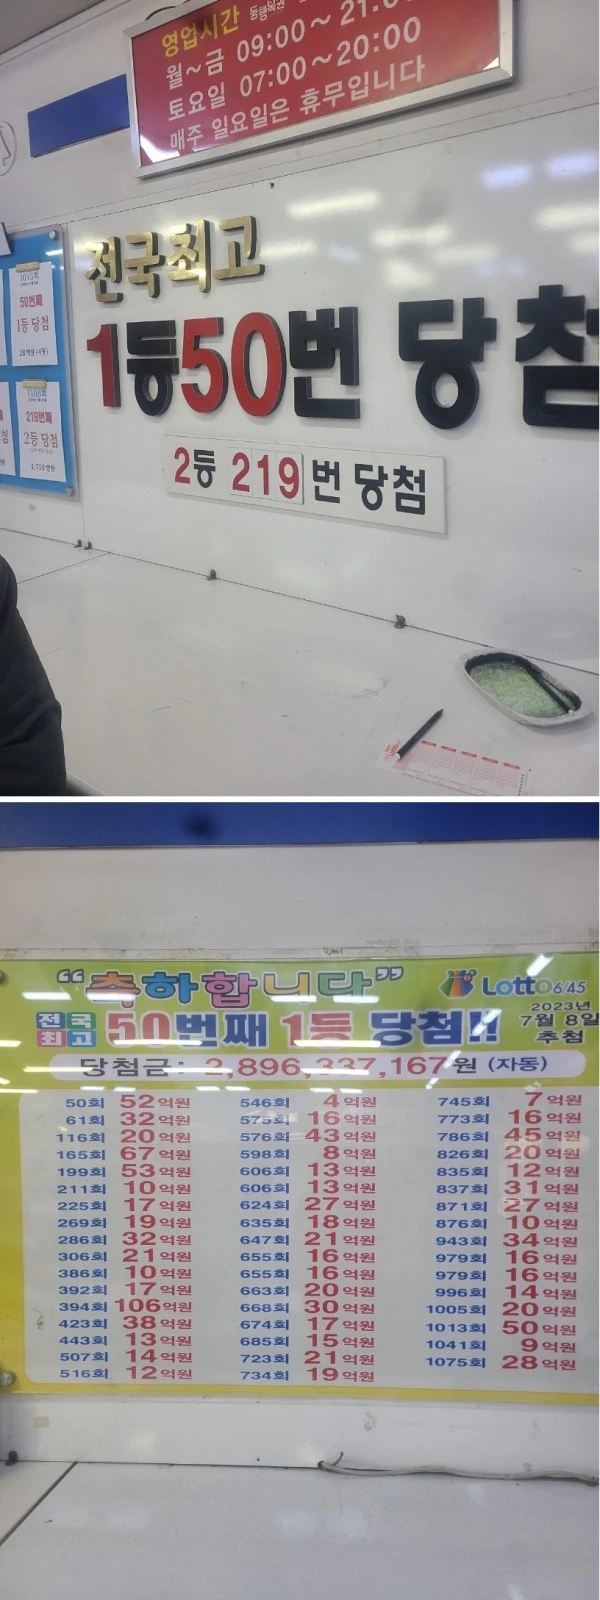 영업시간 동행복권
월~금 09:00~21:0
토요일 07:00~20:00
매주 일요일은 휴무입니다
전국최고
1등50번 당첨
2등 219번 당첨
1075회
50번째
1등 당첨
28억원 (자동)
1108회
219번째
2등 당첨
4,750만원
"축하합니다"
Lotto 6/45
전국최고 50번째 1등 당첨!!
2023년
7월 8일
추첨
당첨금: 2,896,337,167원 (자동)
50회 52억원 546회 4억원 745회 7억원
61회 32억원 575회 16억원 773회 16억원
116회 20억원 576회 43억원 786회 45억원
165회 67억원 598회 8억원 826회 20억원
199회 53억원 606회 13억원 835회 12억원
211회 10억원 606회 13억원 837회 31억원
225회 17억원 624회 27억원 871회 27억원
269회 19억원 635회 18억원 876회 10억원
286회 32억원 647회 21억원 943회 34억원
306회 21억원 655회 16억원 979회 16억원
386회 10억원 655회 16억원 979회 16억원
392회 17억원 663회 20억원 996회 14억원
394회 106억원 668회 30억원 1005회 20억원
423회 38억원 674회 17억원 1013회 50억원
443회 13억원 685회 15억원 1041회 9억원
507회 14억원 723회 21억원 1075회 28억원
516회 12억원 734회 19억원